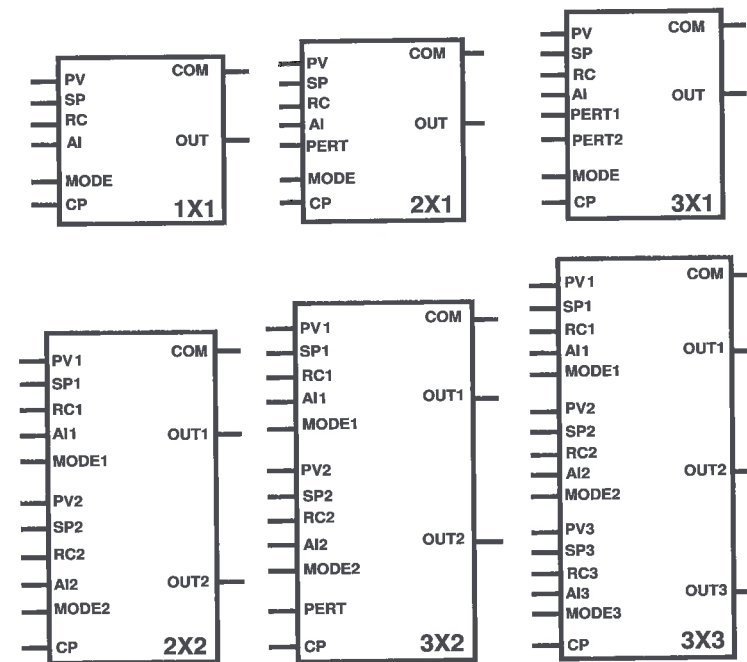 PV COM
SP
RC
AI OUT
MODE
CP 1X1
PV COM
SP
RC
AI OUT
PERT
MODE
CP 2X1
PV COM
SP
RC
AI OUT
PERT1
PERT2
MODE
CP 3X1
PV1 COM
SP1
RC1
AI1 OUT1
MODE1
PV2
SP2
RC2
AI2 OUT2
MODE2
CP 2X2
PV1 COM
SP1
RC1
AI1 OUT1
MODE1
PV2
SP2
RC2
AI2 OUT2
MODE2
PERT
CP 3X2
PV1 COM
SP1
RC1
AI1 OUT1
MODE1
PV2
SP2
RC2 OUT2
AI2
MODE2
PV3
SP3
RC3
AI3 OUT3
MODE3
CP 3X3